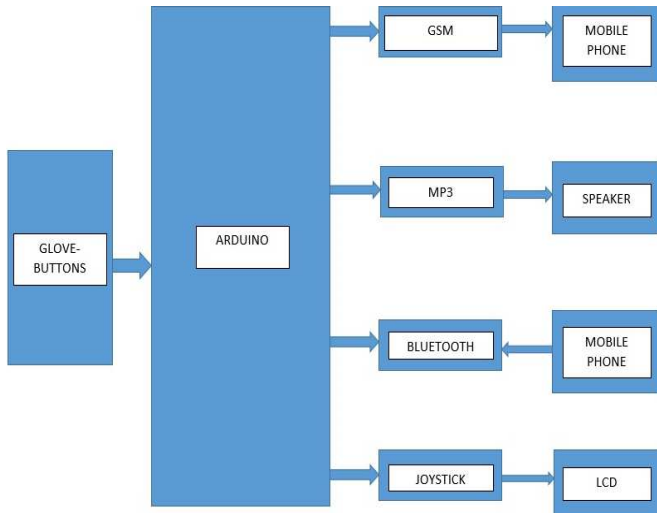 GSM
MOBILE
PHONE
MP3
SPEAKER
GLOVE-
BUTTONS
ARDUINO
BLUETOOTH
MOBILE
PHONE
JOYSTICK
LCD